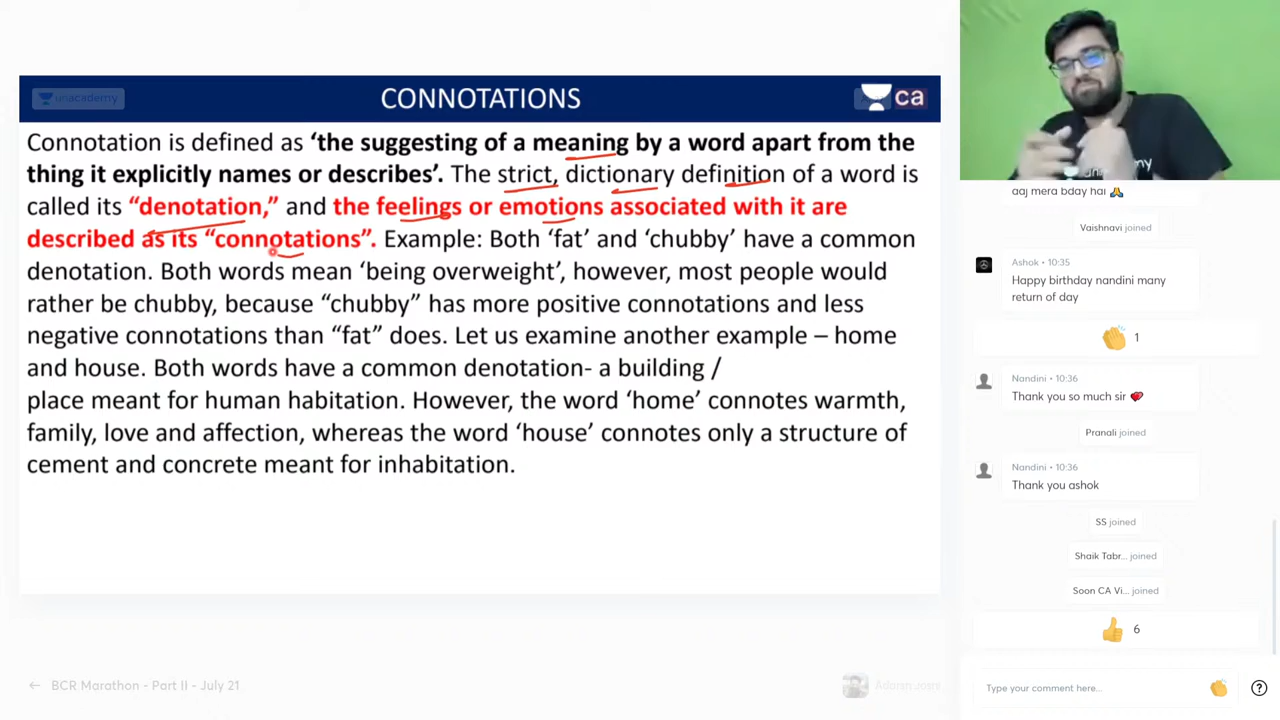 unacademy
CONNOTATIONS
ca
Connotation is defined as ‘the suggesting of a meaning by a word apart from the
thing it explicitly names or describes’. The strict, dictionary definition of a word is
called its “denotation,” and the feelings or emotions associated with it are
described as its “connotations”. Example: Both ‘fat’ and ‘chubby’ have a common
denotation. Both words mean ‘being overweight’, however, most people would
rather be chubby, because “chubby” has more positive connotations and less
negative connotations than “fat” does. Let us examine another example – home
and house. Both words have a common denotation- a building /
place meant for human habitation. However, the word ‘home’ connotes warmth,
family, love and affection, whereas the word ‘house’ connotes only a structure of
cement and concrete meant for inhabitation.
BCR Marathon - Part II - July 21
aaj mera bday hai 🙏
Vaishnavi joined
Ashok • 10:35
Happy birthday nandini many
return of day
👏 1
Nandini • 10:36
Thank you so much sir
Pranali joined
Nandini • 10:36
Thank you ashok
SS joined
Shaik Tabr... joined
Soon CA Vi... joined
👍 6
Type your comment here...
?